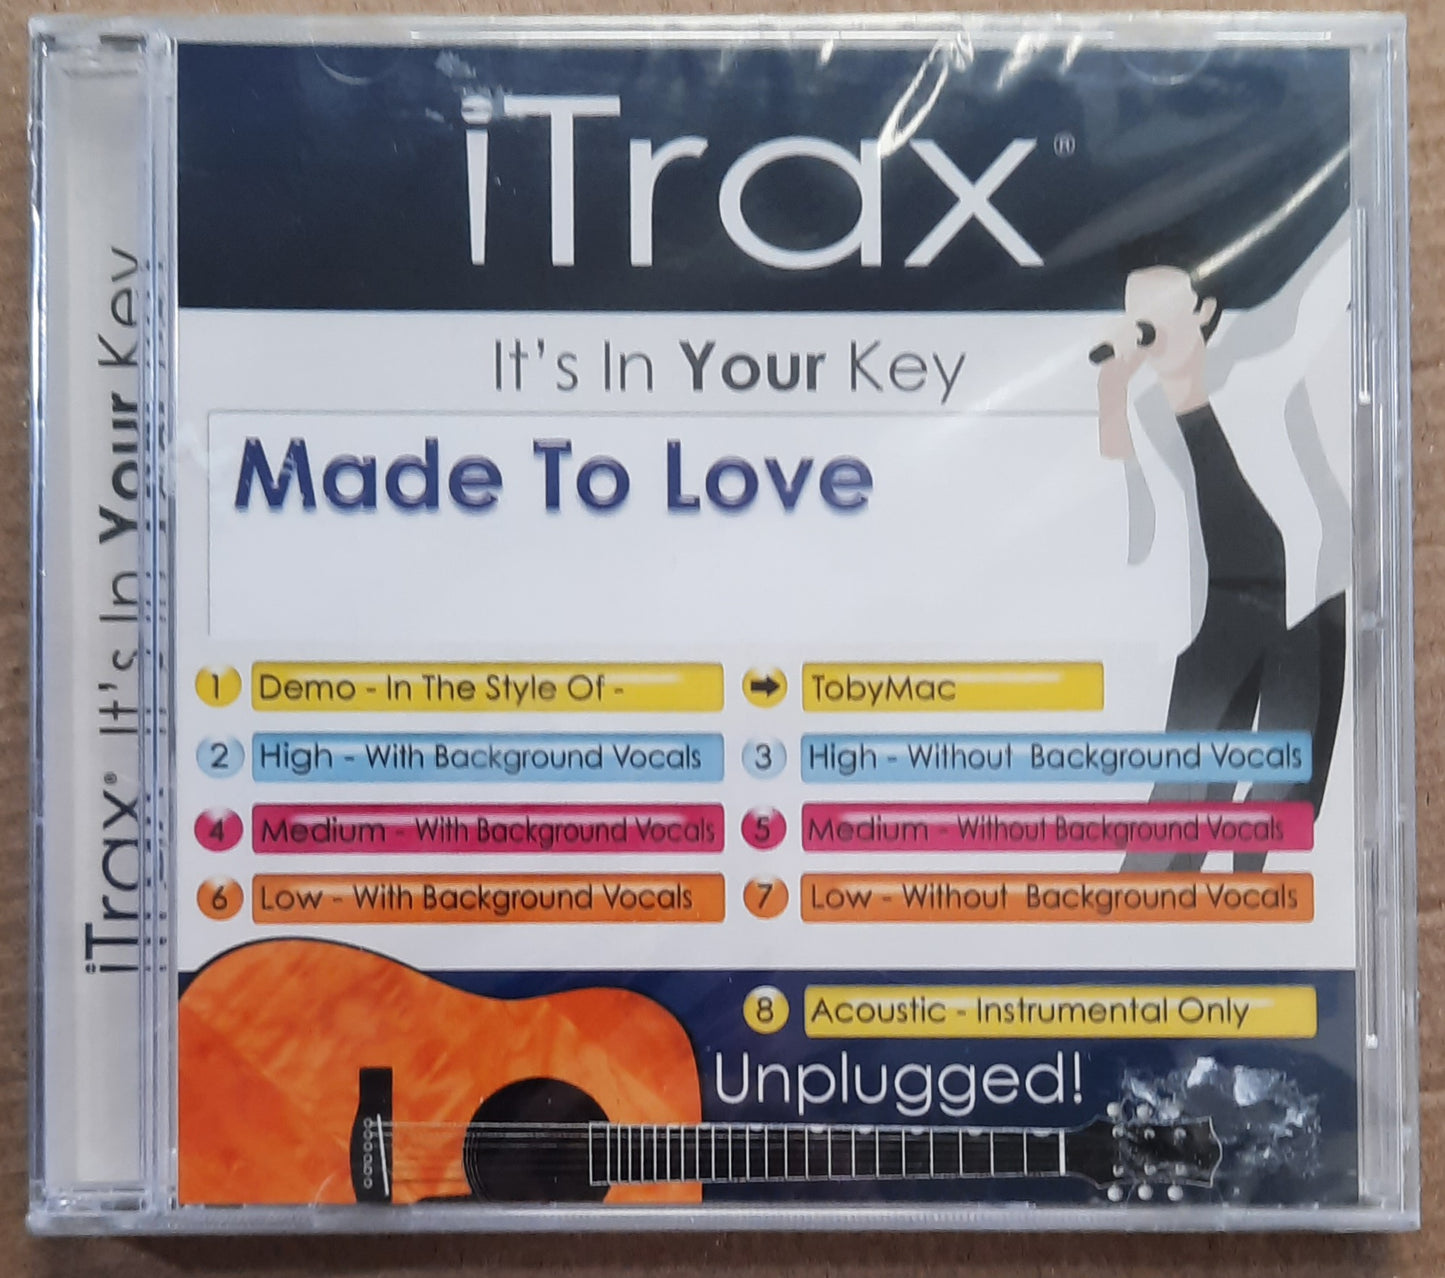 iTrax®
It's In Your Key
Made To Love
1 Demo - In The Style Of - ➡ TobyMac
2 High - With Background Vocals 3 High - Without Background Vocals
4 Medium - With Background Vocals 5 Medium - Without Background Vocals
6 Low - With Background Vocals 7 Low - Without Background Vocals
8 Acoustic - Instrumental Only
Unplugged!
iTrax® It's In Your Key